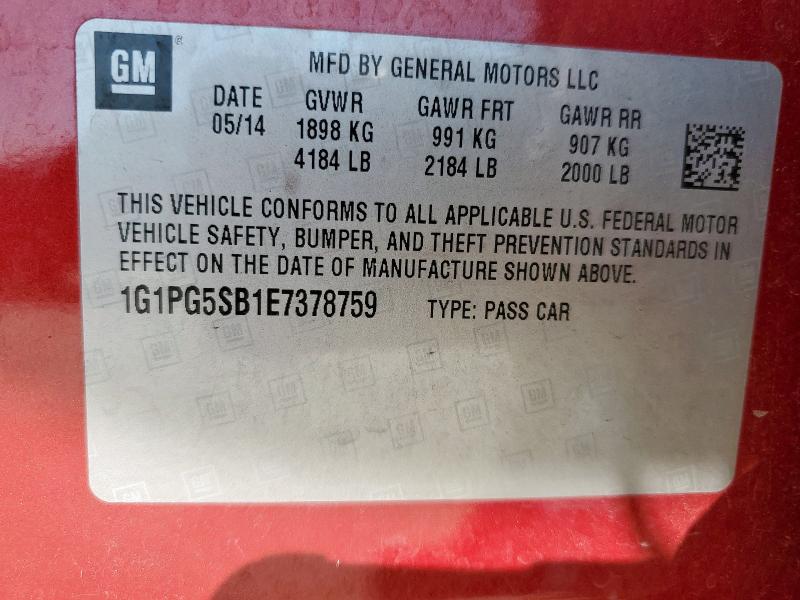 GM
MFD BY GENERAL MOTORS LLC
DATE GVWR GAWR FRT GAWR RR
05/14 1898 KG 991 KG 907 KG
4184 LB 2184 LB 2000 LB
THIS VEHICLE CONFORMS TO ALL APPLICABLE U.S. FEDERAL MOTOR
VEHICLE SAFETY, BUMPER, AND THEFT PREVENTION STANDARDS IN
EFFECT ON THE DATE OF MANUFACTURE SHOWN ABOVE.
1G1PG5SB1E7378759 TYPE: PASS CAR